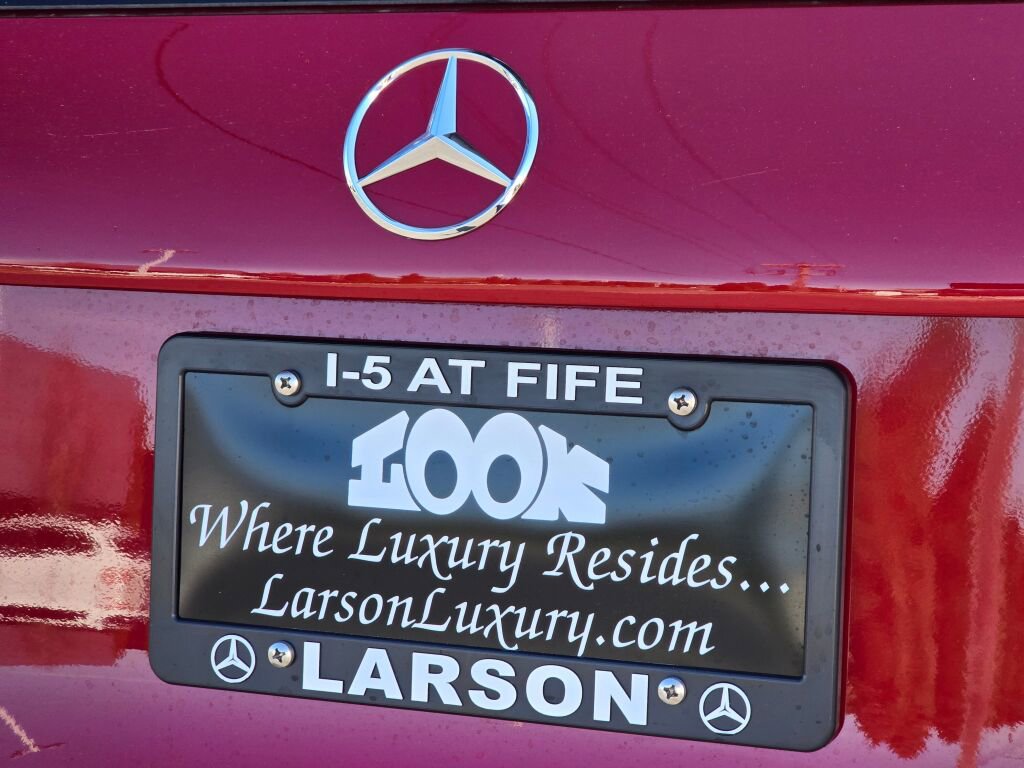 I-5 AT FIFE
LOOK
Where Luxury Resides...
LarsonLuxury.com
LARSON